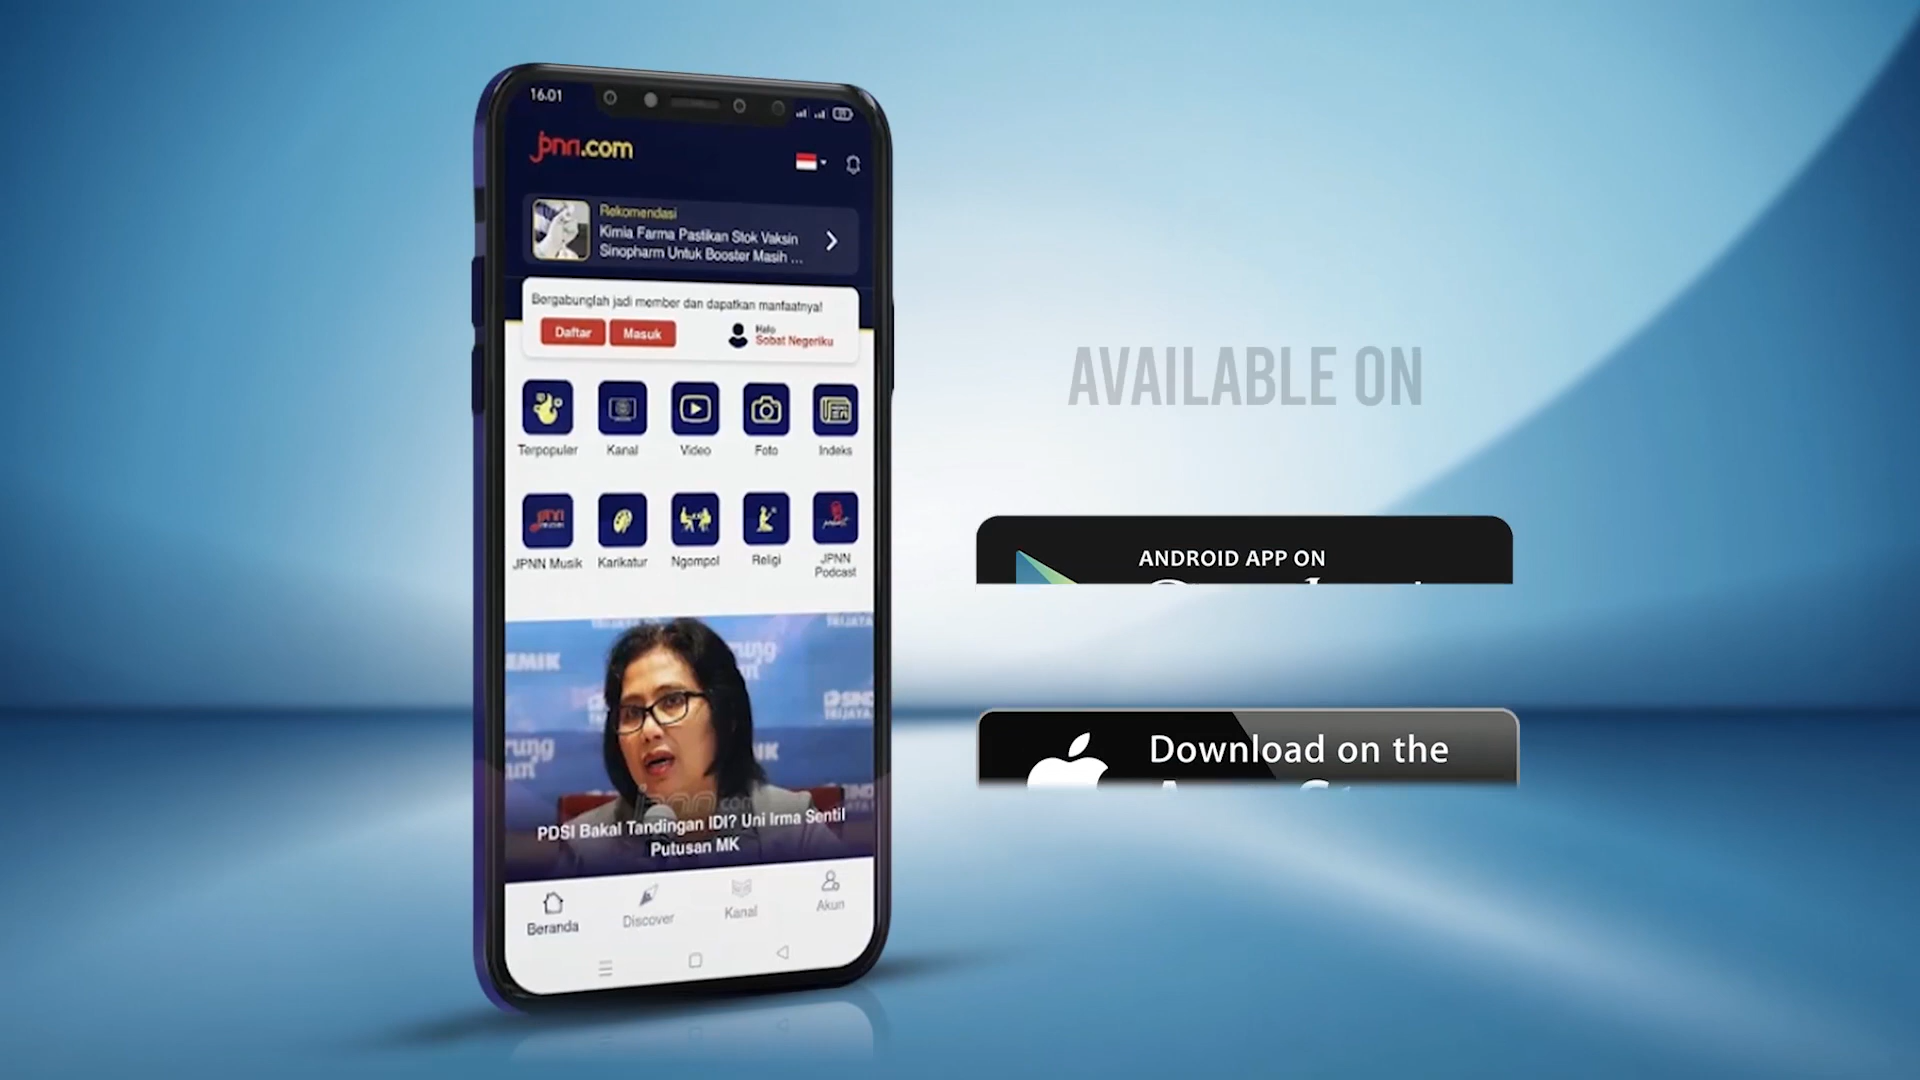 16.01
jpnn.com
Rekomendasi
Kimia Farma Pastikan Stok Vaksin
Sinopharm Untuk Booster Masih ...
Bergabunglah jadi member dan dapatkan manfaatnya!
Daftar
Masuk
Halo
Sobat Negeriku
Terpopuler
Kanal
Video
Foto
Indeks
JPNN Musik
Karikatur
Ngompol
Religi
JPNN
Podcast
PDSI Bakal Tandingan IDI? Uni Irma Sentil
Putusan MK
Beranda
Discover
Kanal
Akun
AVAILABLE ON
ANDROID APP ON
Download on the